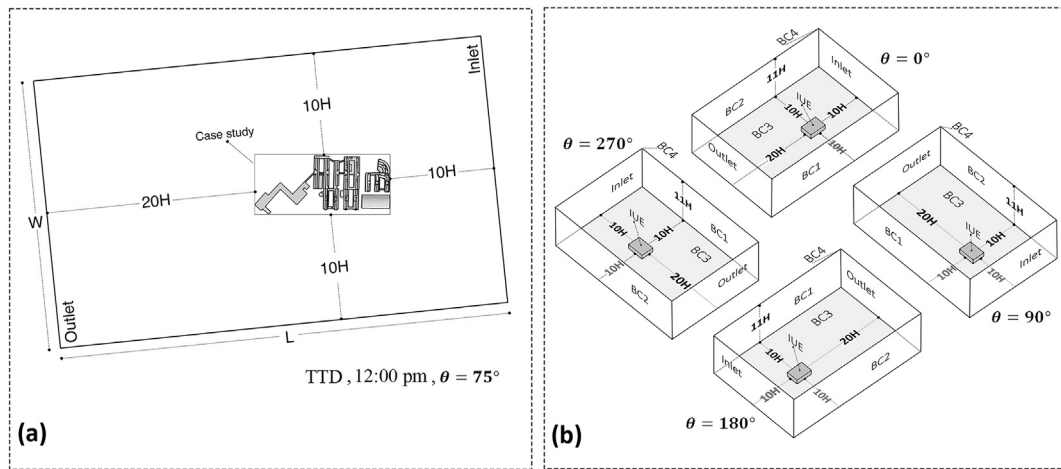 Inlet
10H
Case study
10H
20H
W
10H
Outlet
L
TTD , 12:00 pm , θ = 75°
(a)
BC4
θ = 0°
11H
Inlet
IUE
BC2
10H
10H
BC3
10H
Outlet
20H
BC1
θ = 270°
BC4
Inlet
11H
IUE
BC1
10H
10H
BC3
10H
20H
Outlet
BC2
BC4
Outlet
BC2
BC3
11H
20H
IUE
BC1
10H
10H
10H
Inlet
θ = 90°
BC4
BC1
Outlet
11H
BC3
IUE
20H
10H
BC2
Inlet
10H
10H
θ = 180°
(b)